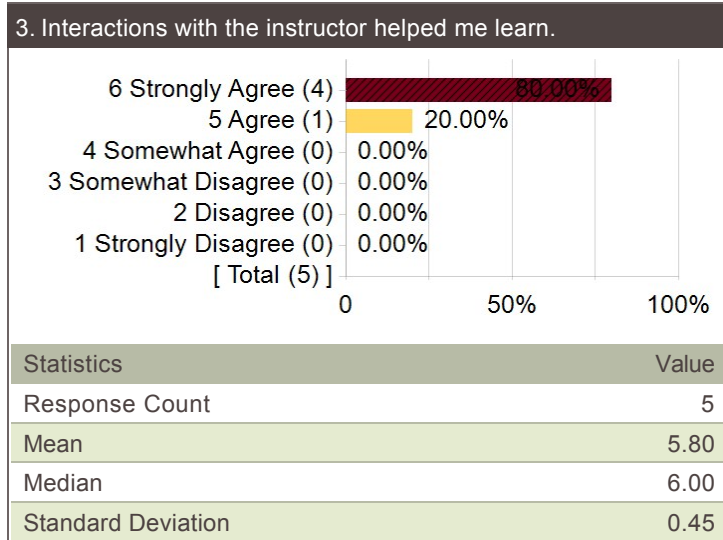 3. Interactions with the instructor helped me learn.
6 Strongly Agree (4) 80.00%
5 Agree (1) 20.00%
4 Somewhat Agree (0) 0.00%
3 Somewhat Disagree (0) 0.00%
2 Disagree (0) 0.00%
1 Strongly Disagree (0) 0.00%
[ Total (5) ]
0 50% 100%
Statistics Value
Response Count 5
Mean 5.80
Median 6.00
Standard Deviation 0.45